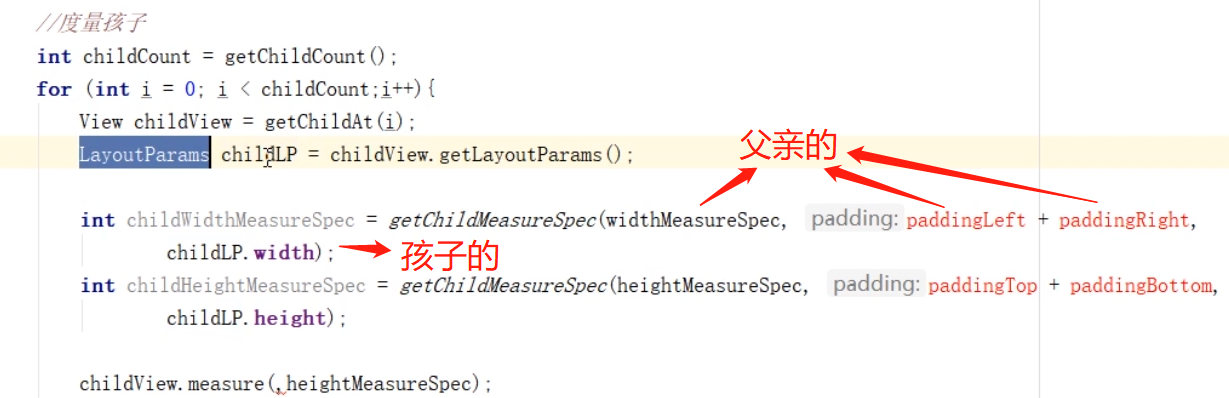 //度量孩子
int childCount = getChildCount();
for (int i = 0; i < childCount;i++){
View childView = getChildAt(i);
LayoutParams childLP = childView.getLayoutParams();
父亲的
int childWidthMeasureSpec = getChildMeasureSpec(widthMeasureSpec, padding: paddingLeft + paddingRight,
childLP.width);
孩子的
int childHeightMeasureSpec = getChildMeasureSpec(heightMeasureSpec, padding: paddingTop + paddingBottom,
childLP.height);
childView.measure(,heightMeasureSpec);